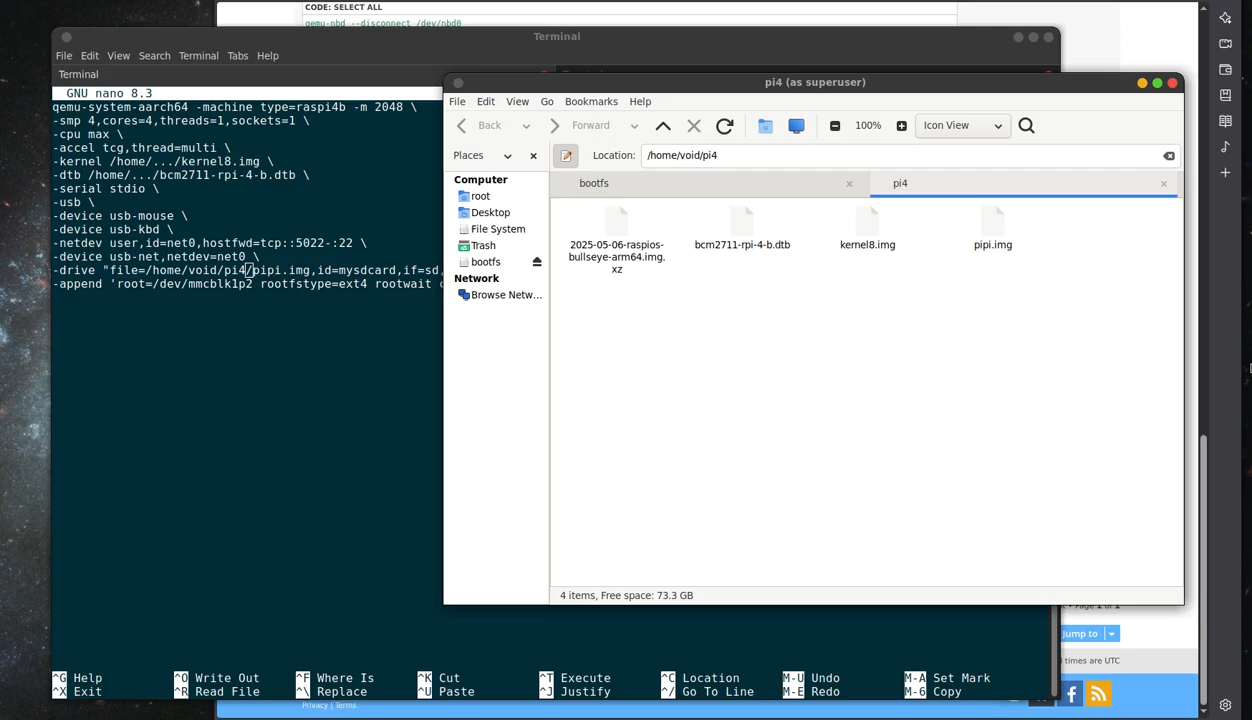 CODE: SELECT ALL
qemu-nbd --disconnect /dev/nbd0
Terminal
File Edit View Search Terminal Tabs Help
Terminal
GNU nano 8.3
qemu-system-aarch64 -machine type=raspi4b -m 2048 \
-smp 4,cores=4,threads=1,sockets=1 \
-cpu max \
-accel tcg,thread=multi \
-kernel /home/.../kernel8.img \
-dtb /home/.../bcm2711-rpi-4-b.dtb \
-serial stdio \
-usb \
-device usb-mouse \
-device usb-kbd \
-netdev user,id=net0,hostfwd=tcp::5022-:22 \
-device usb-net,netdev=net0 \
-drive "file=/home/void/pi4/pipi.img,id=mysdcard,if=sd,
-append 'root=/dev/mmcblk1p2 rootfstype=ext4 rootwait
pi4 (as superuser)
File Edit View Go Bookmarks Help
Back Forward 100% Icon View
Places Location: /home/void/pi4
bootfs pi4
Computer
root
Desktop
File System
Trash
bootfs
Network
Browse Netw...
2025-05-06-raspios-
bullseye-arm64.img.
xz
bcm2711-rpi-4-b.dtb
kernel8.img
pipi.img
4 items, Free space: 73.3 GB
Jump to
times are UTC
^G Help ^O Write Out ^F Where Is ^K Cut ^T Execute ^C Location M-U Undo M-A Set Mark
^X Exit ^R Read File ^\ Replace ^U Paste ^J Justify ^/ Go To Line M-E Redo M-6 Copy
Privacy | Terms